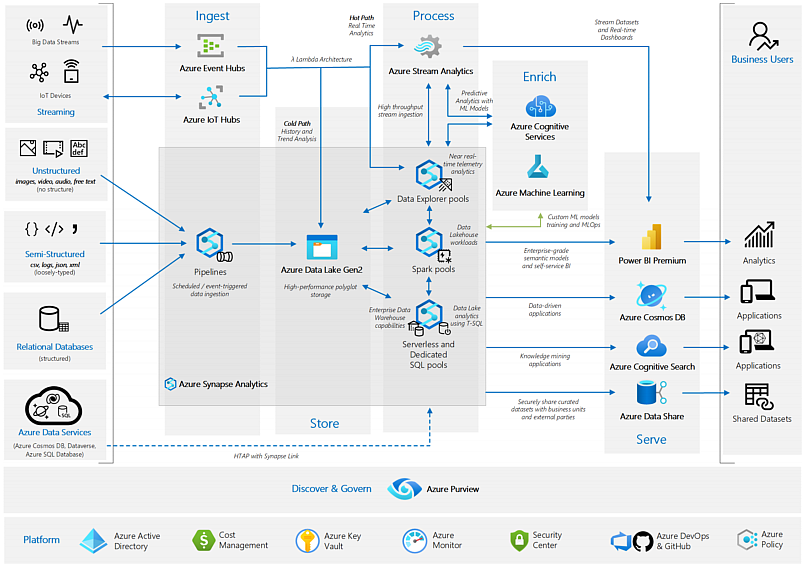 Ingest
Hot Path
Real Time
Analytics
Process
Stream Datasets
and Real-time
Dashboards
Big Data Streams
Azure Event Hubs
λ Lambda Architecture
Azure Stream Analytics
Business Users
IoT Devices
Streaming
Azure IoT Hubs
Cold Path
History and
Trend Analysis
High throughput
stream ingestion
Predictive
Analytics with
ML Models
Enrich
Azure Cognitive
Services
Azure Machine Learning
Abc
def
Unstructured
images, video, audio, free text
(no structure)
Near real-
time telemetry
analytics
Data Explorer pools
Custom ML models
training and MLOps
{} </> ;
Semi-Structured
csv, logs, json, xml
(loosely-typed)
Pipelines
Scheduled / event-triggered
data ingestion
Azure Data Lake Gen2
High-performance polyglot
storage
Data
Lakehouse
workloads
Spark pools
Enterprise-grade
semantic models
and self-service BI
Power BI Premium
Analytics
Relational Databases
(structured)
Enterprise Data
Warehouse
capabilities
Data Lake
analytics
using T-SQL
Serverless and
Dedicated
SQL pools
Data-driven
applications
Azure Cosmos DB
Applications
Knowledge mining
applications
Azure Cognitive Search
Applications
Azure Synapse Analytics
SQL
Azure Data Services
(Azure Cosmos DB, Dataverse,
Azure SQL Database)
Securely share curated
datasets with business units
and external parties
Azure Data Share
Shared Datasets
Store
Serve
HTAP with Synapse Link
Discover & Govern
Azure Purview
Platform
Azure Active
Directory
Cost
Management
Azure Key
Vault
Azure
Monitor
Security
Center
Azure DevOps
& GitHub
Azure
Policy